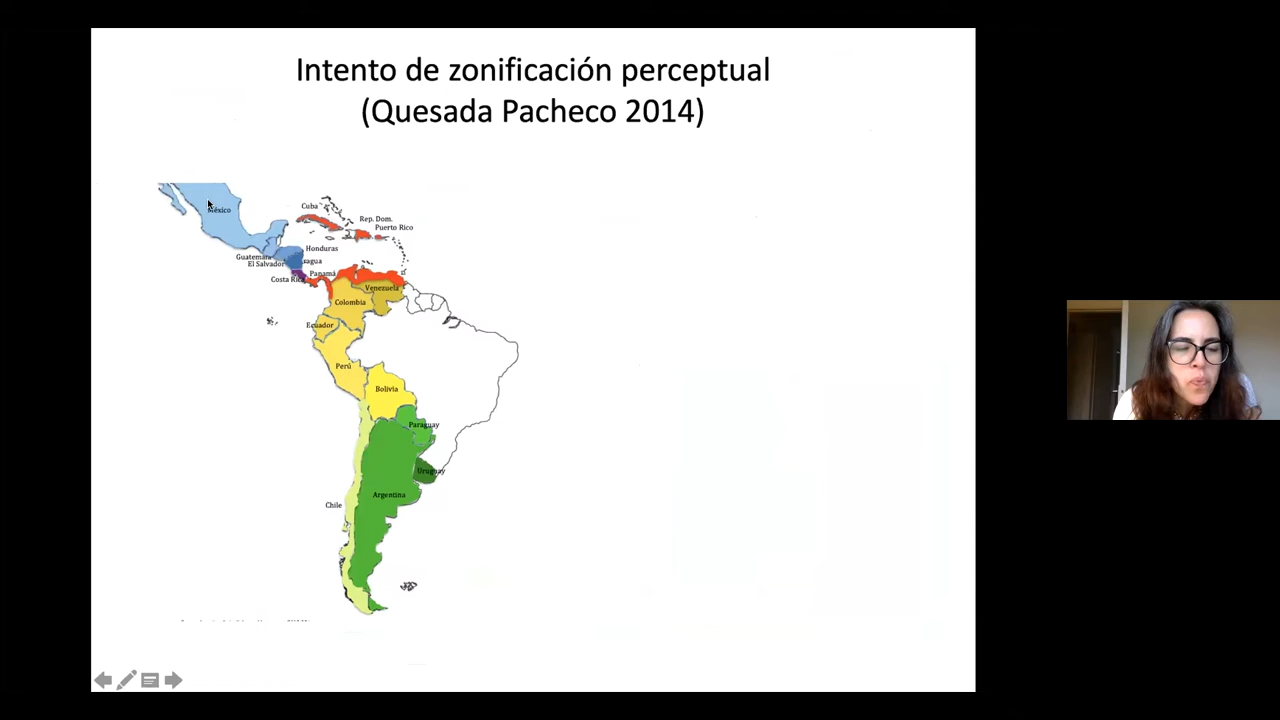 Intento de zonificación perceptual
(Quesada Pacheco 2014)
México
Cuba
Rep. Dom.
Puerto Rico
Honduras
Guatemala
El Salvador
ragua
Costa Rica
Panamá
Venezuela
Colombia
Ecuador
Perú
Bolivia
Paraguay
Uruguay
Argentina
Chile